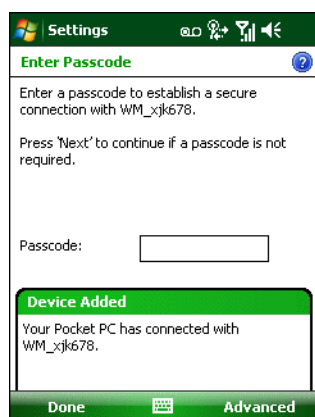 Settings
Enter Passcode
?
Enter a passcode to establish a secure
connection with WM_xjk678.
Press 'Next' to continue if a passcode is not
required.
Passcode:
Device Added
Your Pocket PC has connected with
WM_xjk678.
Done
Advanced